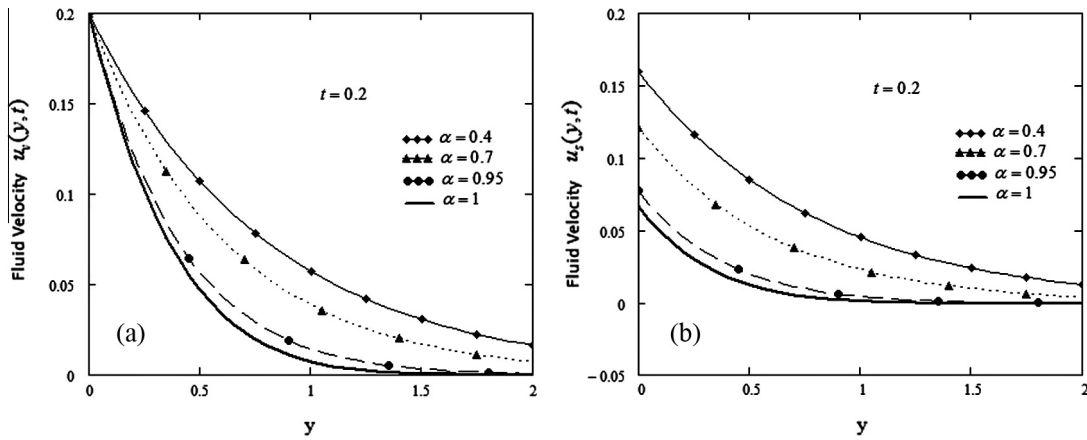 0.2
0.15
0.1
0.05
0
0
0.5
1.0
1.5
2
y
Fluid Velocity u_v(y,t)
t = 0.2
α = 0.4
α = 0.7
α = 0.95
α = 1
(a)
0.2
0.15
0.1
0.05
0
−0.05
0
0.5
1
1.5
2
y
Fluid Velocity u_s(y,t)
t = 0.2
α = 0.4
α = 0.7
α = 0.95
α = 1
(b)